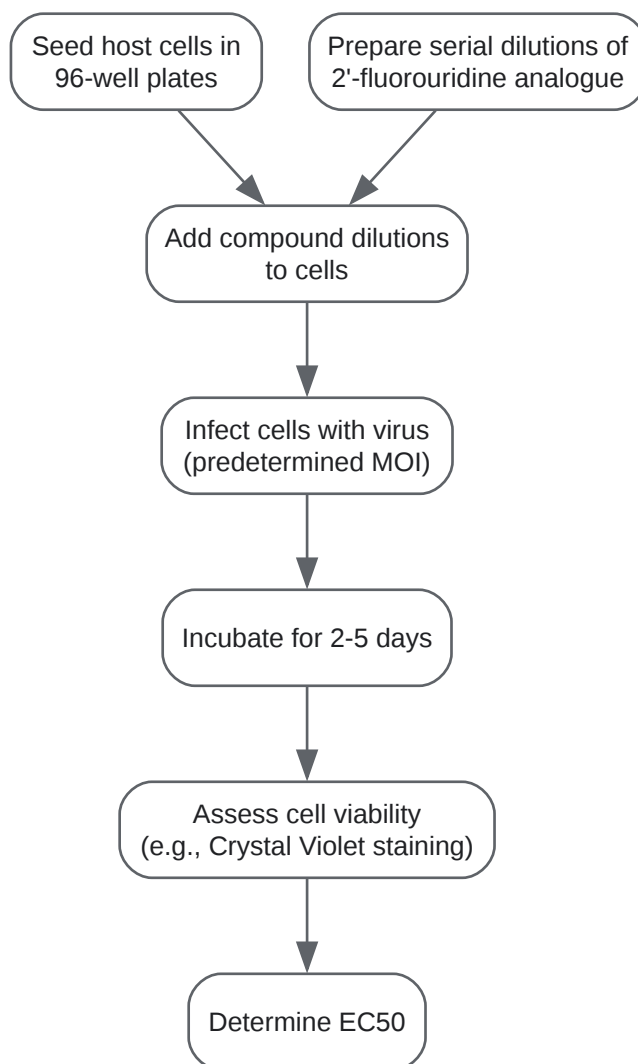 Seed host cells in
96-well plates
Prepare serial dilutions of
2'-fluorouridine analogue
Add compound dilutions
to cells
Infect cells with virus
(predetermined MOI)
Incubate for 2-5 days
Assess cell viability
(e.g., Crystal Violet staining)
Determine EC50